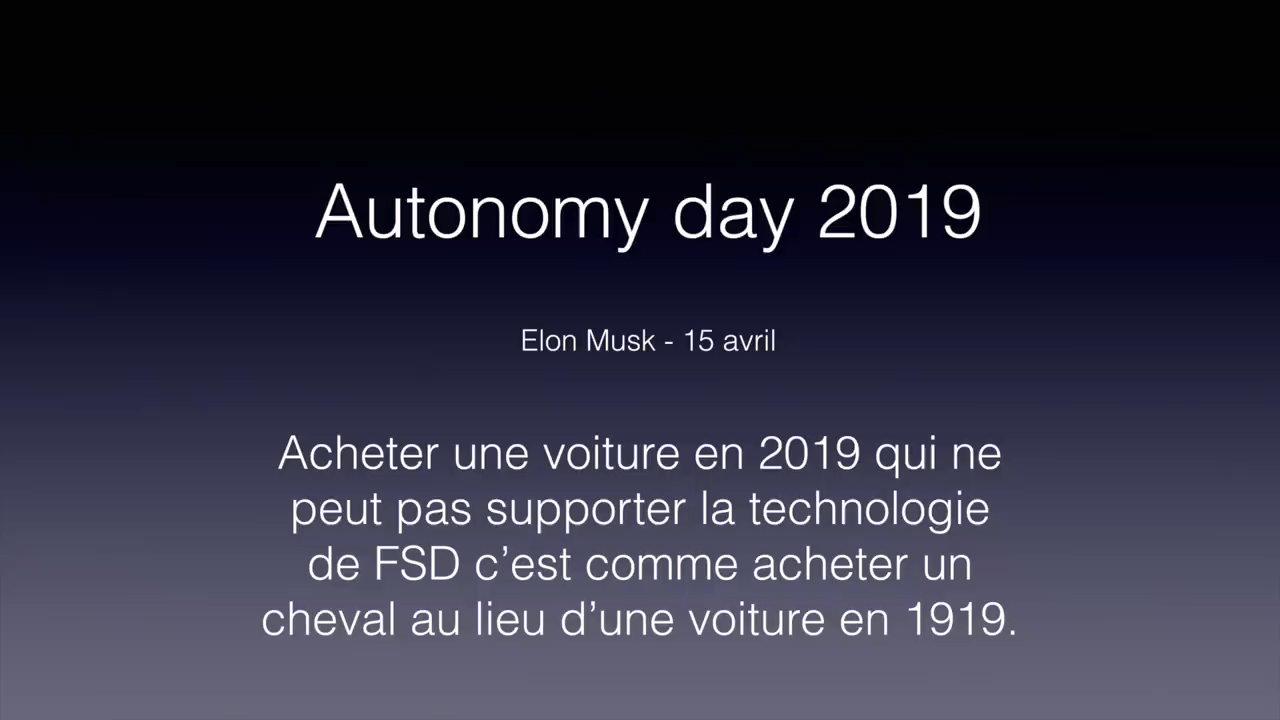 Autonomy day 2019
Elon Musk - 15 avril
Acheter une voiture en 2019 qui ne
peut pas supporter la technologie
de FSD c’est comme acheter un
cheval au lieu d’une voiture en 1919.